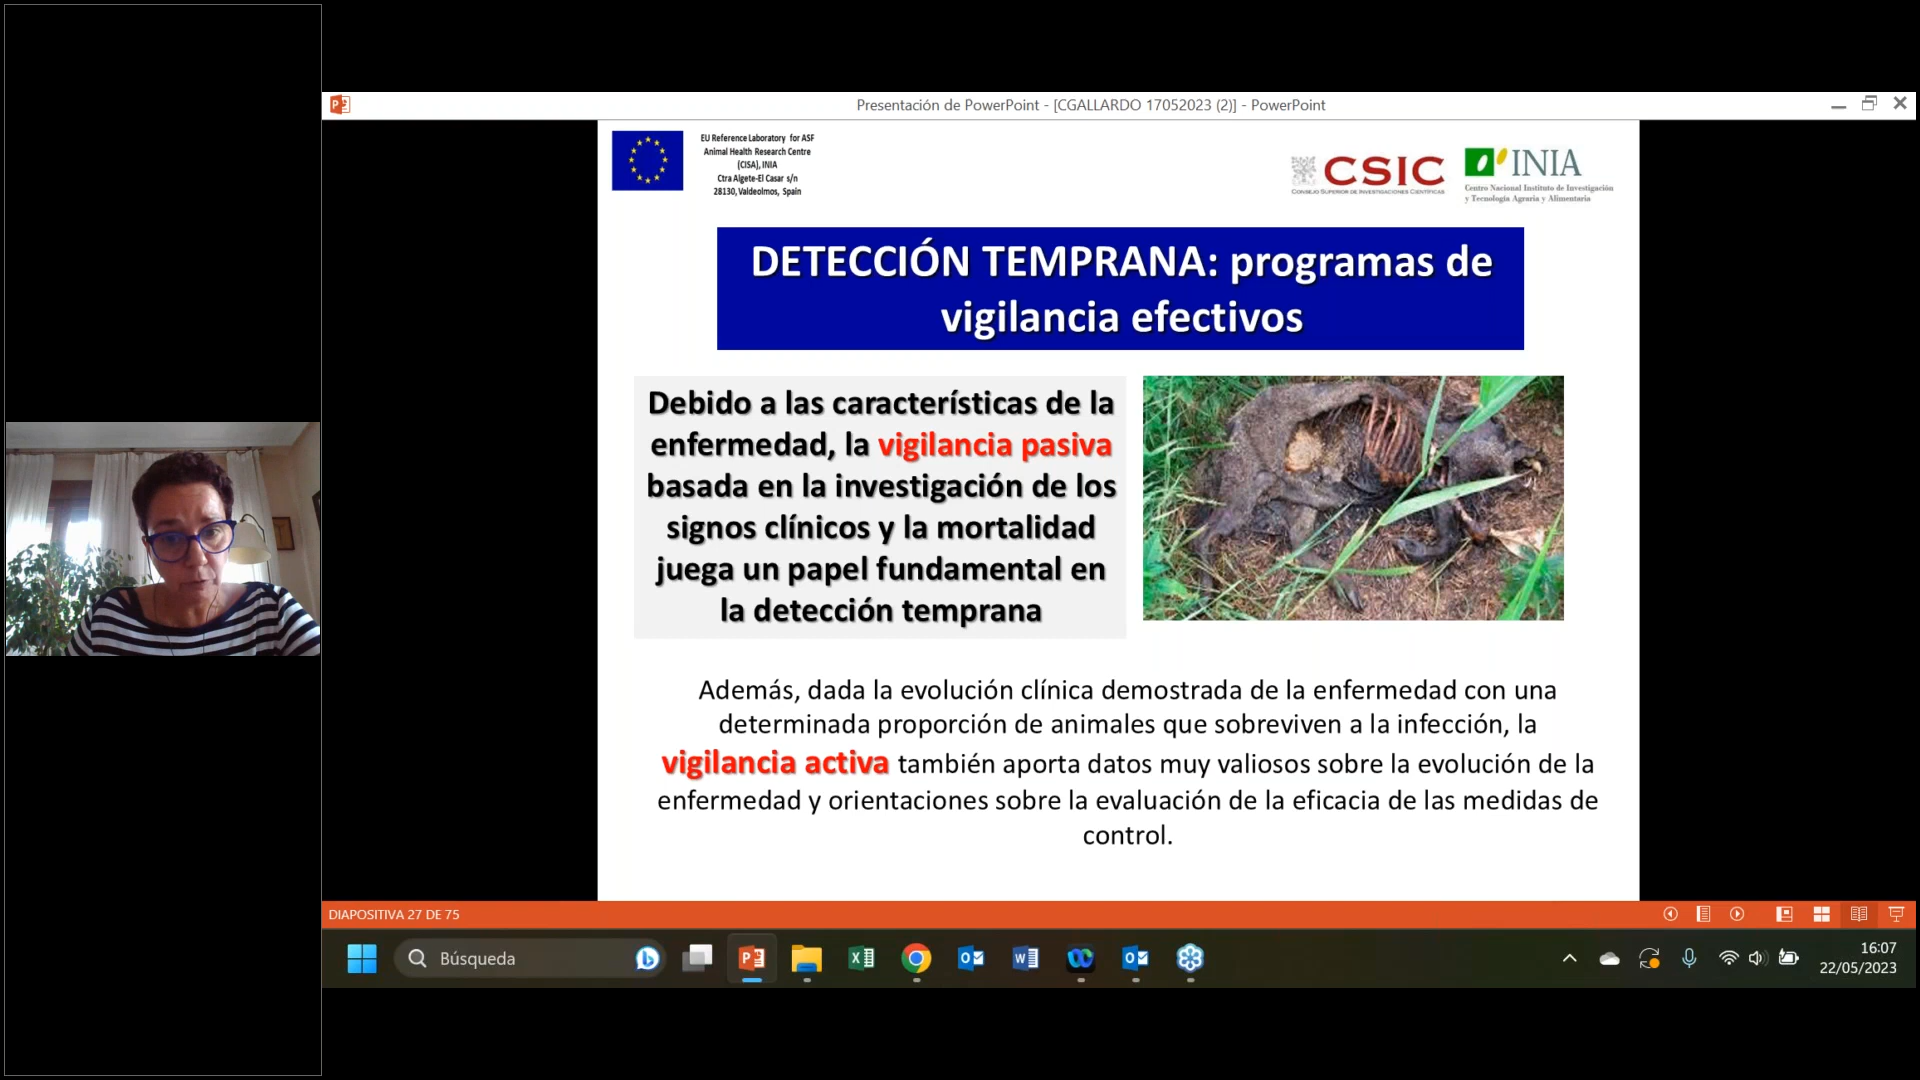 Presentación de PowerPoint - [CGALLARDO 17052023 (2)] - PowerPoint
EU Reference Laboratory for ASF
Animal Health Research Centre
(CISA), INIA
Ctra Algete-El Casar s/n
28130, Valdeolmos, Spain
CSIC
CONSEJO SUPERIOR DE INVESTIGACIONES CIENTÍFICAS
INIA
Centro Nacional Instituto de Investigación
y Tecnología Agraria y Alimentaria
DETECCIÓN TEMPRANA: programas de
vigilancia efectivos
Debido a las características de la
enfermedad, la vigilancia pasiva
basada en la investigación de los
signos clínicos y la mortalidad
juega un papel fundamental en
la detección temprana
Además, dada la evolución clínica demostrada de la enfermedad con una
determinada proporción de animales que sobreviven a la infección, la
vigilancia activa también aporta datos muy valiosos sobre la evolución de la
enfermedad y orientaciones sobre la evaluación de la eficacia de las medidas de
control.
DIAPOSITIVA 27 DE 75
Búsqueda
16:07
22/05/2023